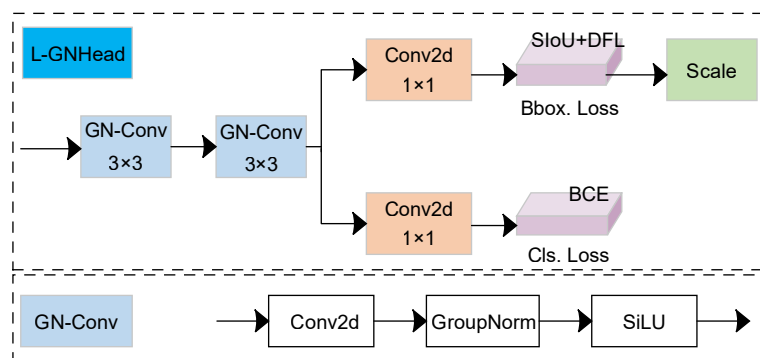 L-GNHead
GN-Conv
3×3
GN-Conv
3×3
Conv2d
1×1
SIoU+DFL
Bbox. Loss
Scale
Conv2d
1×1
BCE
Cls. Loss
GN-Conv
Conv2d
GroupNorm
SiLU